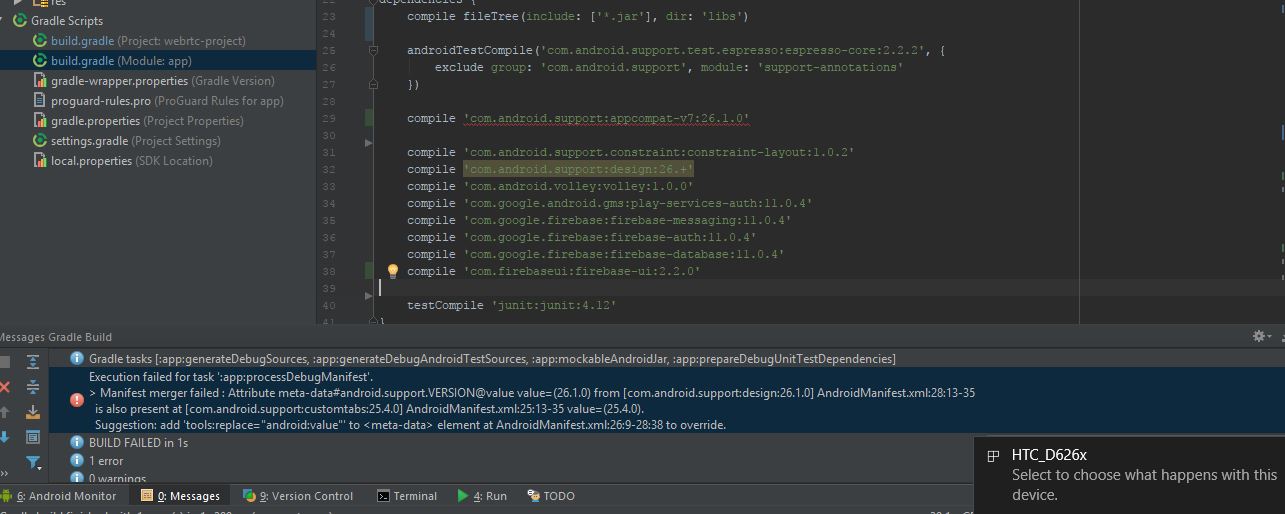 res
Gradle Scripts
build.gradle (Project: webrtc-project)
build.gradle (Module: app)
gradle-wrapper.properties (Gradle Version)
proguard-rules.pro (ProGuard Rules for app)
gradle.properties (Project Properties)
settings.gradle (Project Settings)
local.properties (SDK Location)
22 dependencies {
23 compile fileTree(include: ['*.jar'], dir: 'libs')
24
25 androidTestCompile('com.android.support.test.espresso:espresso-core:2.2.2', {
26 exclude group: 'com.android.support', module: 'support-annotations'
27 })
28
29 compile 'com.android.support:appcompat-v7:26.1.0'
30
31 compile 'com.android.support.constraint:constraint-layout:1.0.2'
32 compile 'com.android.support:design:26.+'
33 compile 'com.android.volley:volley:1.0.0'
34 compile 'com.google.android.gms:play-services-auth:11.0.4'
35 compile 'com.google.firebase:firebase-messaging:11.0.4'
36 compile 'com.google.firebase:firebase-auth:11.0.4'
37 compile 'com.google.firebase:firebase-database:11.0.4'
38 compile 'com.firebaseui:firebase-ui:2.2.0'
39
40 testCompile 'junit:junit:4.12'
41 }
Messages Gradle Build
Gradle tasks [:app:generateDebugSources, :app:generateDebugAndroidTestSources, :app:mockableAndroidJar, :app:prepareDebugUnitTestDependencies]
Execution failed for task ':app:processDebugManifest'.
> Manifest merger failed : Attribute meta-data#android.support.VERSION@value value=(26.1.0) from [com.android.support:design:26.1.0] AndroidManifest.xml:28:13-35
is also present at [com.android.support:customtabs:25.4.0] AndroidManifest.xml:25:13-35 value=(25.4.0).
Suggestion: add 'tools:replace="android:value"' to <meta-data> element at AndroidManifest.xml:26:9-28:38 to override.
BUILD FAILED in 1s
1 error
0 warnings
HTC_D626x
Select to choose what happens with this
device.
6: Android Monitor
0: Messages
9: Version Control
Terminal
4: Run
TODO